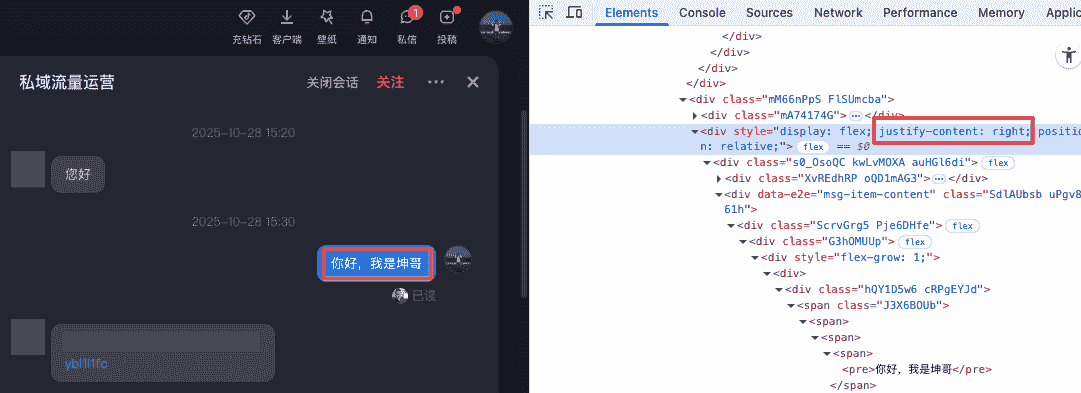 1
充钻石 客户端 壁纸 通知 私信 投稿
私域流量运营 关闭会话 关注 ··· ×
2025-10-28 15:20
您好
2025-10-28 15:30
你好，我是坤哥
已读
Elements Console Sources Network Performance Memory Applic
</div>
</div>
</div>
</div>
<div class="mM66nPpS FlSUmcba">
<div class="mA74174G">…</div>
<div style="display: flex; justify-content: right; positio
n: relative;"> flex == $0
<div class="s0_OsoQC kwLvMOXA auHGl6di"> flex
<div class="XvREdhRP oQD1mAG3">…</div>
<div data-e2e="msg-item-content" class="SdlAUbsb uPgv8
61h">
<div class="ScrvGrg5 Pje6DHfe"> flex
<div class="G3hOMUUp"> flex
<div style="flex-grow: 1;">
<div>
<div class="hQY1D5w6 cRPgEYJd">
<span class="J3X6BOUb">
<span>
<span>
<span>
<pre>你好，我是坤哥</pre>
</span>